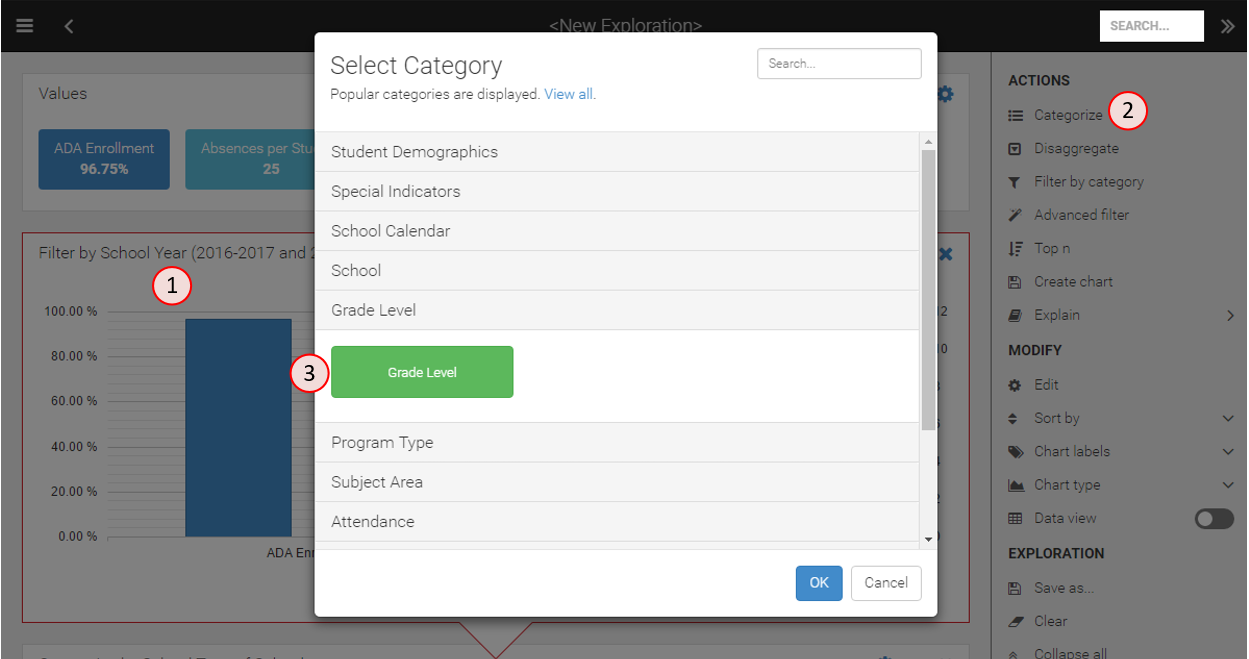 <New Exploration>
SEARCH...
Values
ADA Enrollment
96.75%
Absences per Stu
25
Filter by School Year (2016-2017 and 2
1
100.00 %
80.00 %
60.00 %
40.00 %
20.00 %
0.00 %
ADA Enr
12
10
Select Category
Search...
Popular categories are displayed. View all.
Student Demographics
Special Indicators
School Calendar
School
Grade Level
3
Grade Level
Program Type
Subject Area
Attendance
OK
Cancel
ACTIONS
Categorize
2
Disaggregate
Filter by category
Advanced filter
Top n
Create chart
Explain
MODIFY
Edit
Sort by
Chart labels
Chart type
Data view
EXPLORATION
Save as...
Clear
Collapse all